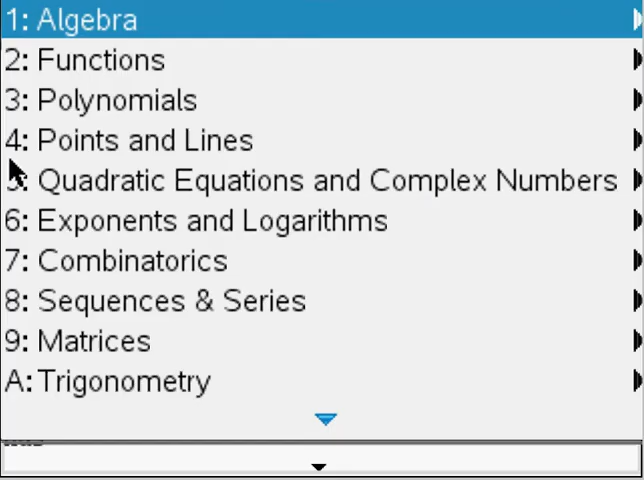 1: Algebra
2: Functions
3: Polynomials
4: Points and Lines
5: Quadratic Equations and Complex Numbers
6: Exponents and Logarithms
7: Combinatorics
8: Sequences & Series
9: Matrices
A: Trigonometry